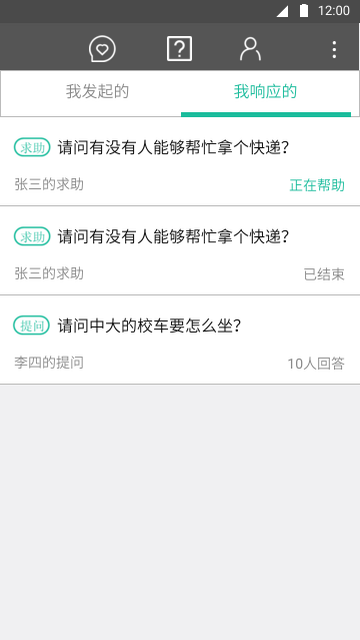 12:00
我发起的 我响应的
求助 请问有没有人能够帮忙拿个快递？
张三的求助 正在帮助
求助 请问有没有人能够帮忙拿个快递？
张三的求助 已结束
提问 请问中大的校车要怎么坐？
李四的提问 10人回答